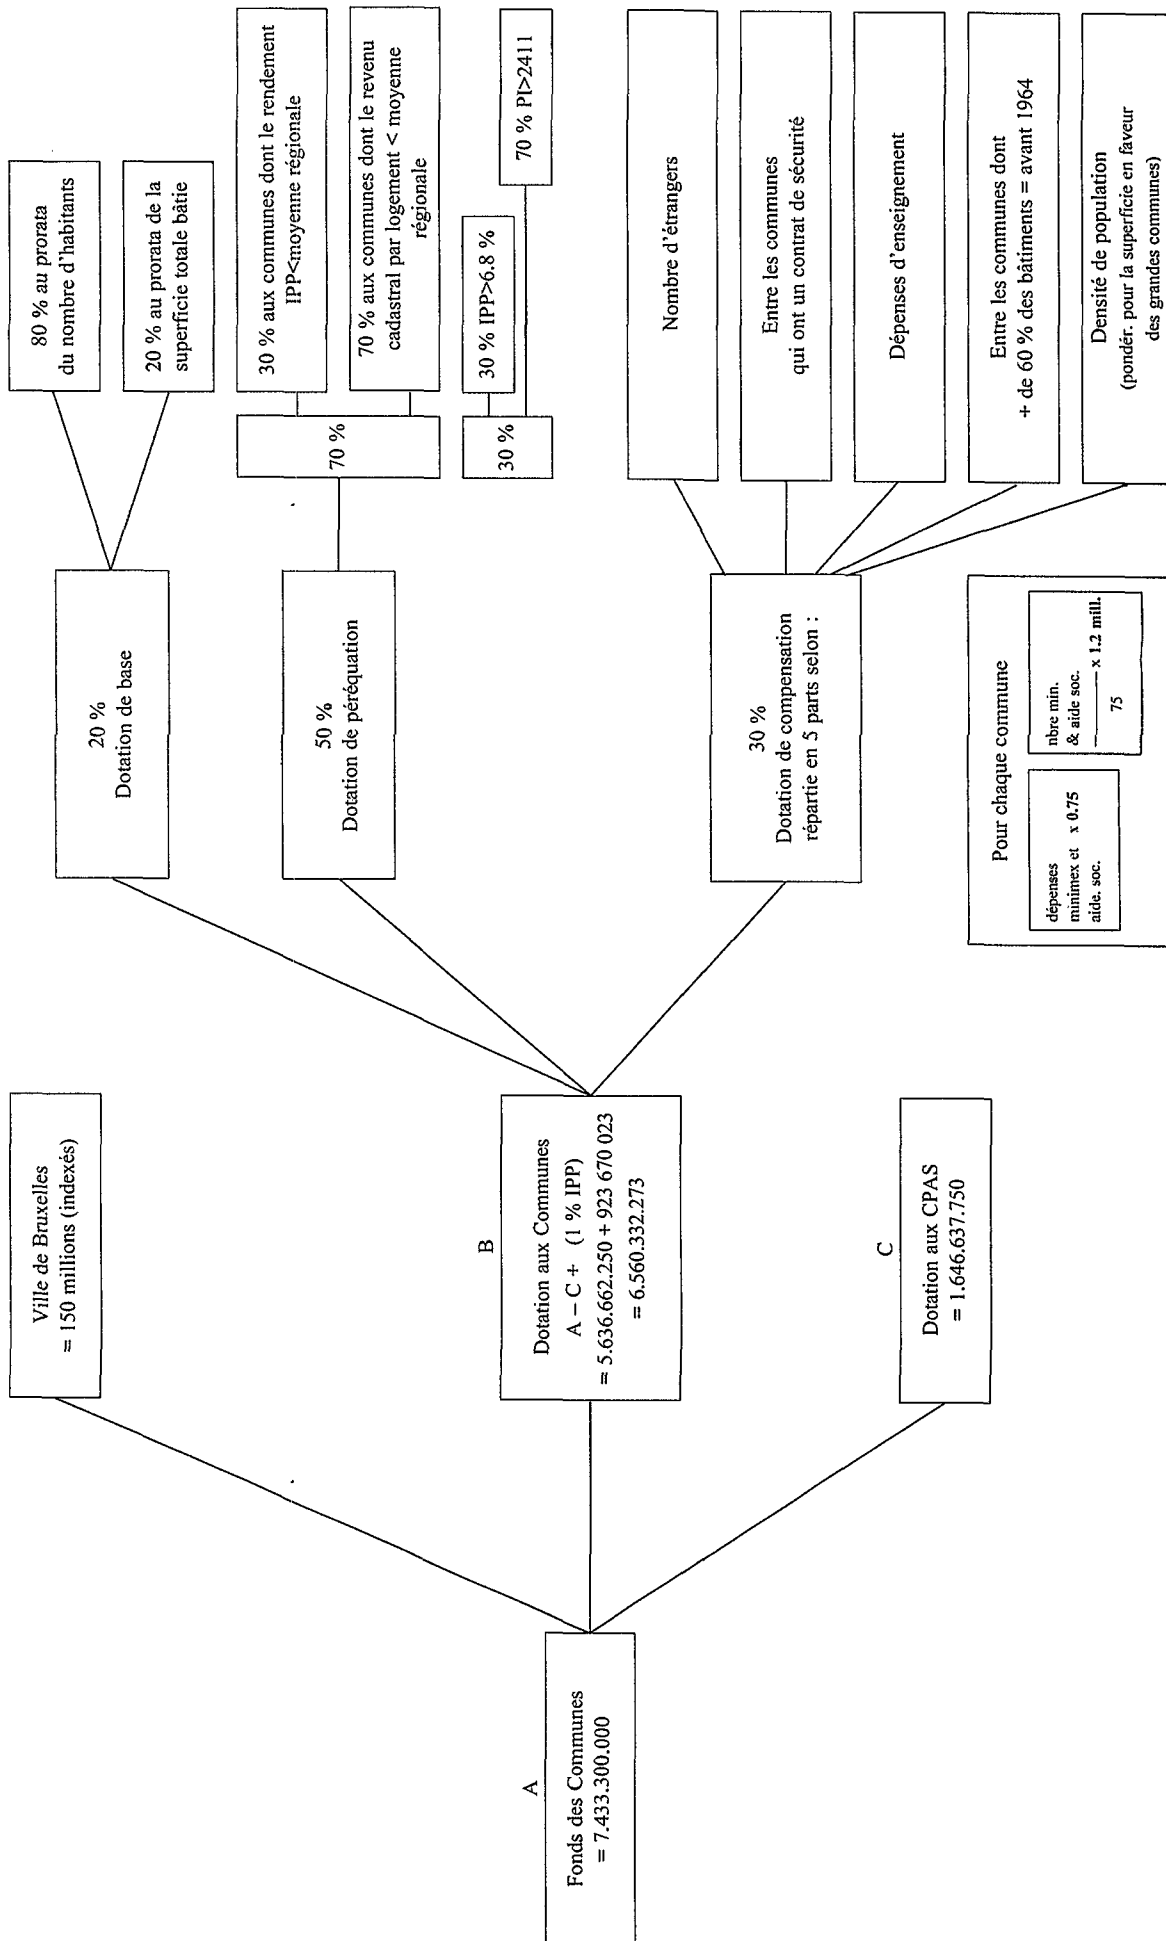 A
Fonds des Communes
= 7.433.300.000
Ville de Bruxelles
= 150 millions (indexés)
B
Dotation aux Communes
A – C + (1 % IPP)
= 5.636.662.250 + 923 670 023
= 6.560.332.273
C
Dotation aux CPAS
= 1.646.637.750
20 %
Dotation de base
50 %
Dotation de péréquation
30 %
Dotation de compensation
répartie en 5 parts selon :
Pour chaque commune
dépenses
minimex et x 0.75
aide. soc.
nbre min.
& aide soc.
x 1.2 mill.
75
80 % au prorata
du nombre d'habitants
20 % au prorata de la
superficie totale bâtie
70 %
30 % aux communes dont le rendement
IPP<moyenne régionale
70 % aux communes dont le revenu
cadastral par logement < moyenne
régionale
30 %
30 % IPP>6.8 %
70 % PI>2411
Nombre d'étrangers
Entre les communes
qui ont un contrat de sécurité
Dépenses d'enseignement
Entre les communes dont
+ de 60 % des bâtiments = avant 1964
Densité de population
(pondér. pour la superficie en faveur
des grandes communes)